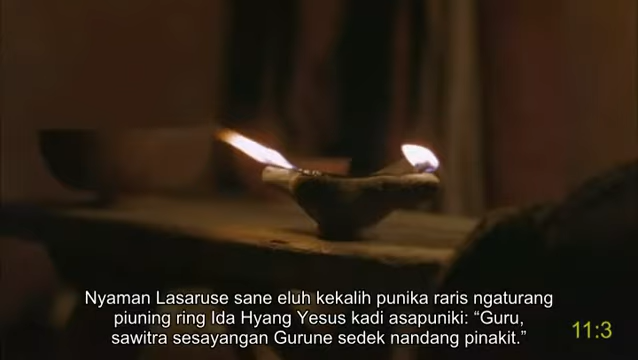 Nyaman Lasaruse sane eluh kekalih punika raris ngaturang
piuning ring Ida Hyang Yesus kadi asapuniki: “Guru,
sawitra sesayangan Gurune sedek nandang pinakit.”
11:3